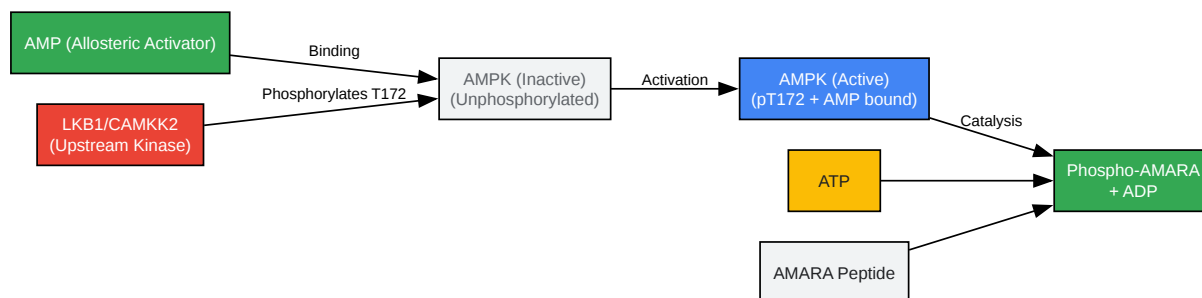 AMP (Allosteric Activator)
Binding
LKB1/CAMKK2
(Upstream Kinase)
Phosphorylates T172
AMPK (Inactive)
(Unphosphorylated)
Activation
AMPK (Active)
(pT172 + AMP bound)
Catalysis
ATP
AMARA Peptide
Phospho-AMARA
+ ADP